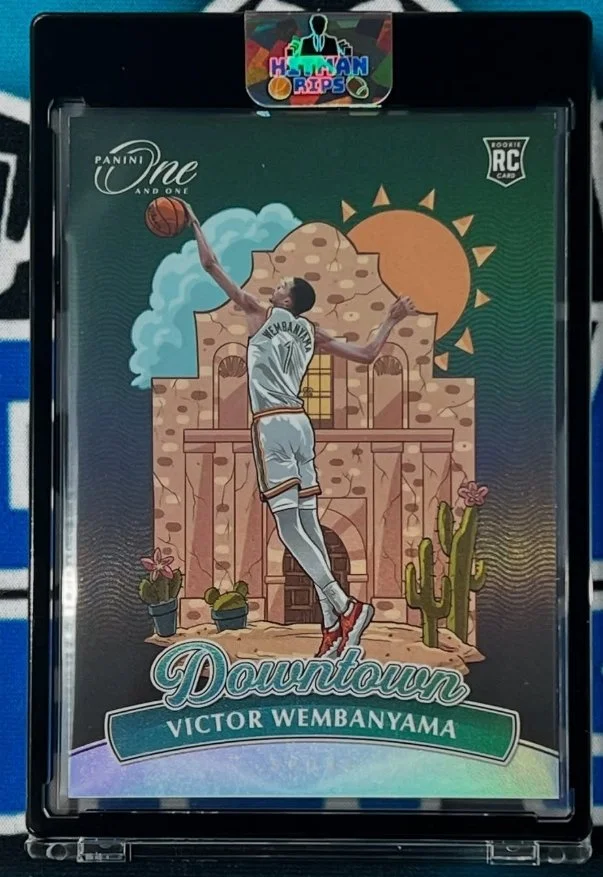 HITMAN
RIPS
PANINI One
AND ONE
ROOKIE
RC
CARD
WEMBANYAMA
1
Downtown
VICTOR WEMBANYAMA